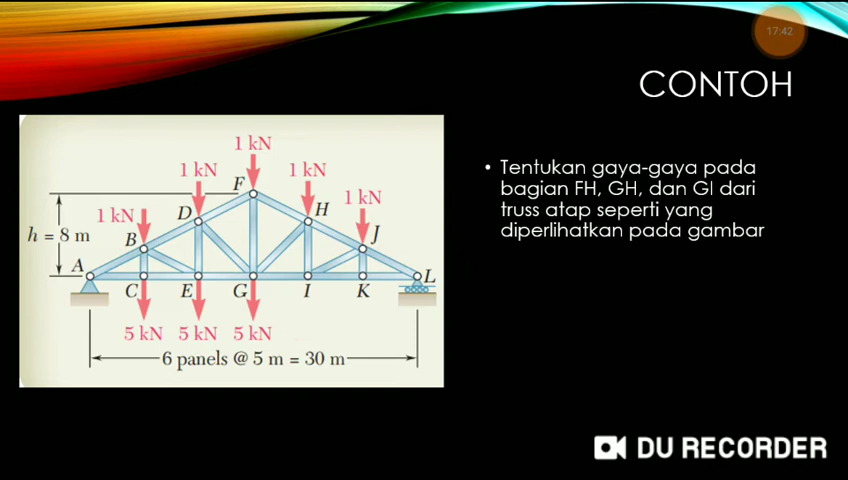 17:42
CONTOH
1 kN
1 kN
1 kN
1 kN
1 kN
F
D
H
B
J
h = 8 m
A
L
C
E
G
I
K
5 kN
5 kN
5 kN
6 panels @ 5 m = 30 m
• Tentukan gaya-gaya pada
bagian FH, GH, dan GI dari
truss atap seperti yang
diperlihatkan pada gambar
DU RECORDER